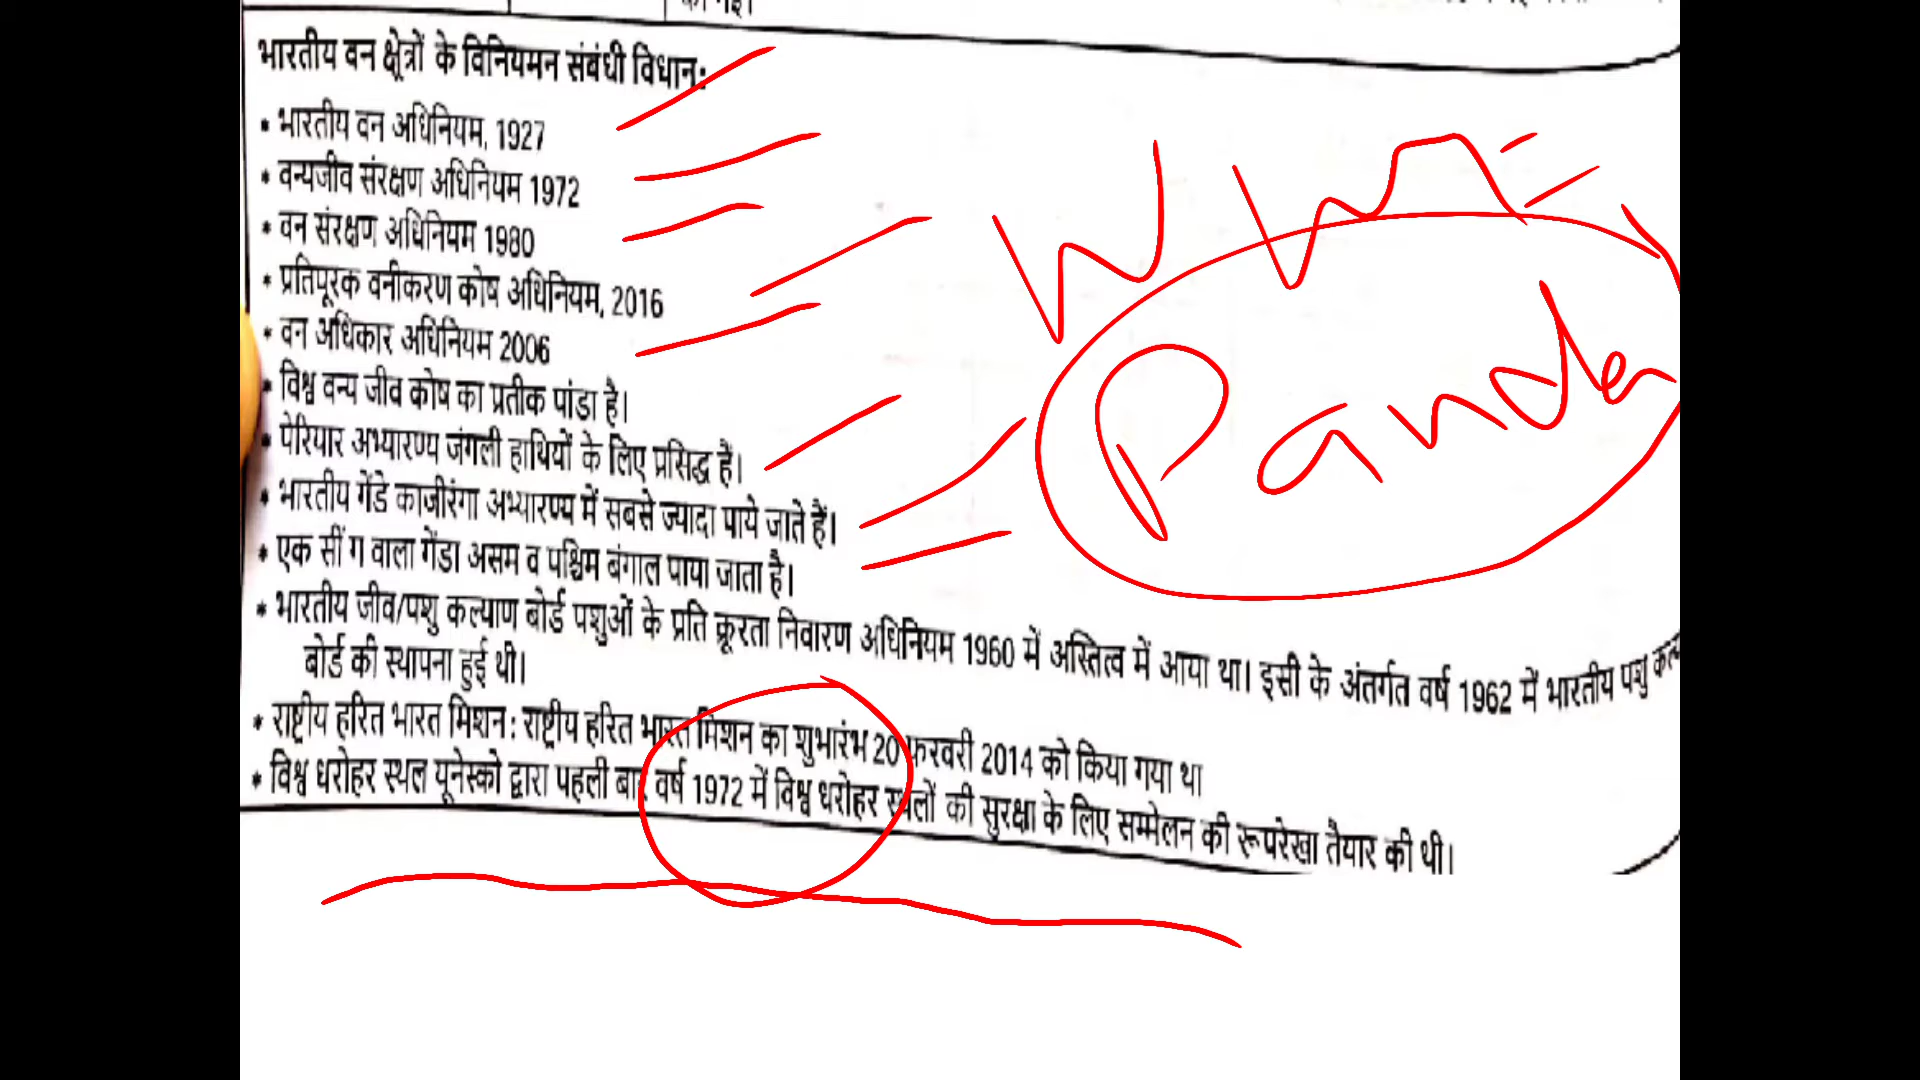 भारतीय वन क्षेत्रों के विनियमन संबंधी विधान:
* भारतीय वन अधिनियम, 1927
* वन्यजीव संरक्षण अधिनियम 1972
* वन संरक्षण अधिनियम 1980
* प्रतिपूरक वनीकरण कोष अधिनियम, 2016
* वन अधिकार अधिनियम 2006
* विश्व वन्य जीव कोष का प्रतीक पांडा है।
* पेरियार अभ्यारण्य जंगली हाथियों के लिए प्रसिद्ध हैं।
* भारतीय गेंडे काजीरंगा अभ्यारण्य में सबसे ज्यादा पाये जाते हैं।
* एक सीं ग वाला गेंडा असम व पश्चिम बंगाल पाया जाता है।
* भारतीय जीव/पशु कल्याण बोर्ड पशुओं के प्रति क्रूरता निवारण अधिनियम 1960 में अस्तित्व में आया था। इसी के अंतर्गत वर्ष 1962 में भारतीय पशु
बोर्ड की स्थापना हुई थी।
* राष्ट्रीय हरित भारत मिशन: राष्ट्रीय हरित भारत मिशन का शुभारंभ 20 फरवरी 2014 को किया गया था
* विश्व धरोहर स्थल यूनेस्को द्वारा पहली बार वर्ष 1972 में विश्व धरोहर स्थलों की सुरक्षा के लिए सम्मेलन की रूपरेखा तैयार की थी।
WWF
Panda